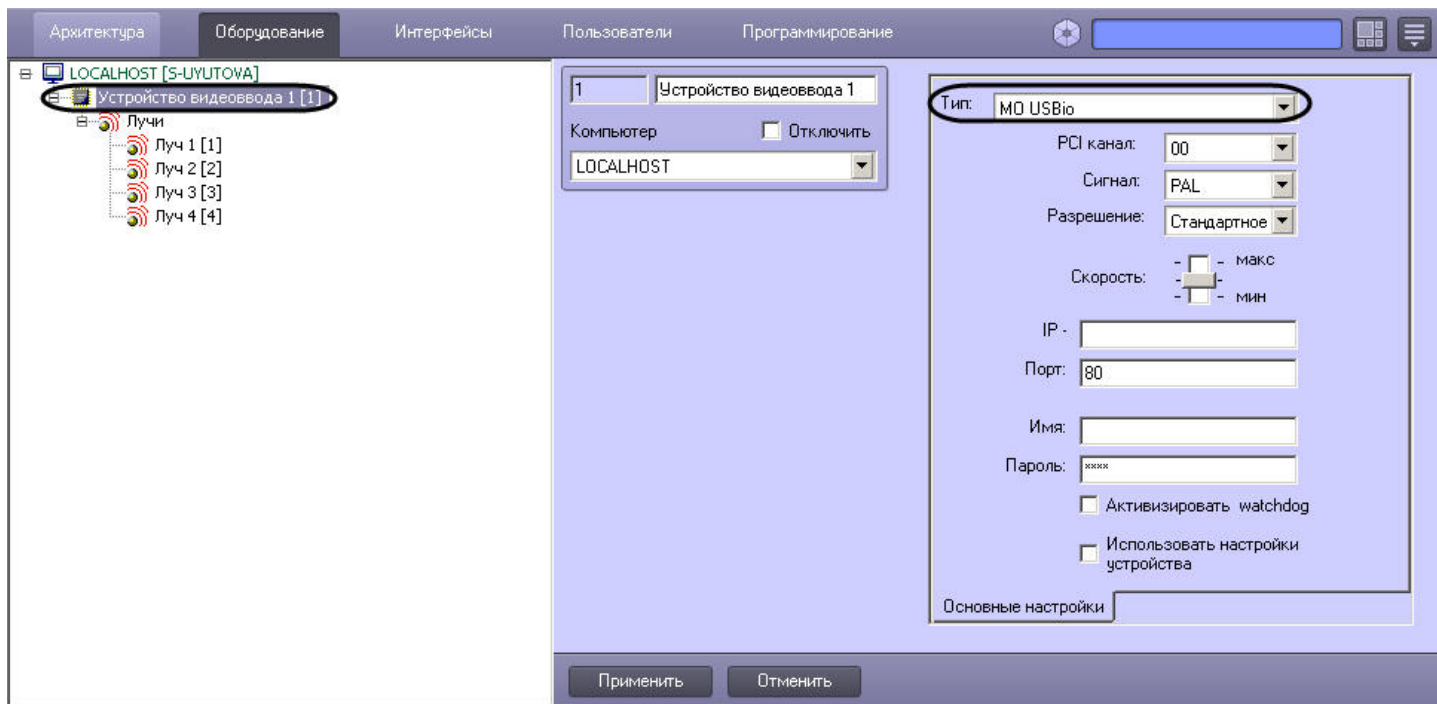 Архитектура Оборудование Интерфейсы Пользователи Программирование
LOCALHOST [S-UYUTOVA]
Устройство видеоввода 1 [1]
Лучи
Луч 1 [1]
Луч 2 [2]
Луч 3 [3]
Луч 4 [4]
1 Устройство видеоввода 1
Компьютер Отключить
LOCALHOST
Тип: MO USBio
PCI канал: 00
Сигнал: PAL
Разрешение: Стандартное
Скорость: - - макс
- -
- - мин
IP -
Порт: 80
Имя:
Пароль: ××××
Активизировать watchdog
Использовать настройки
устройства
Основные настройки
Применить Отменить